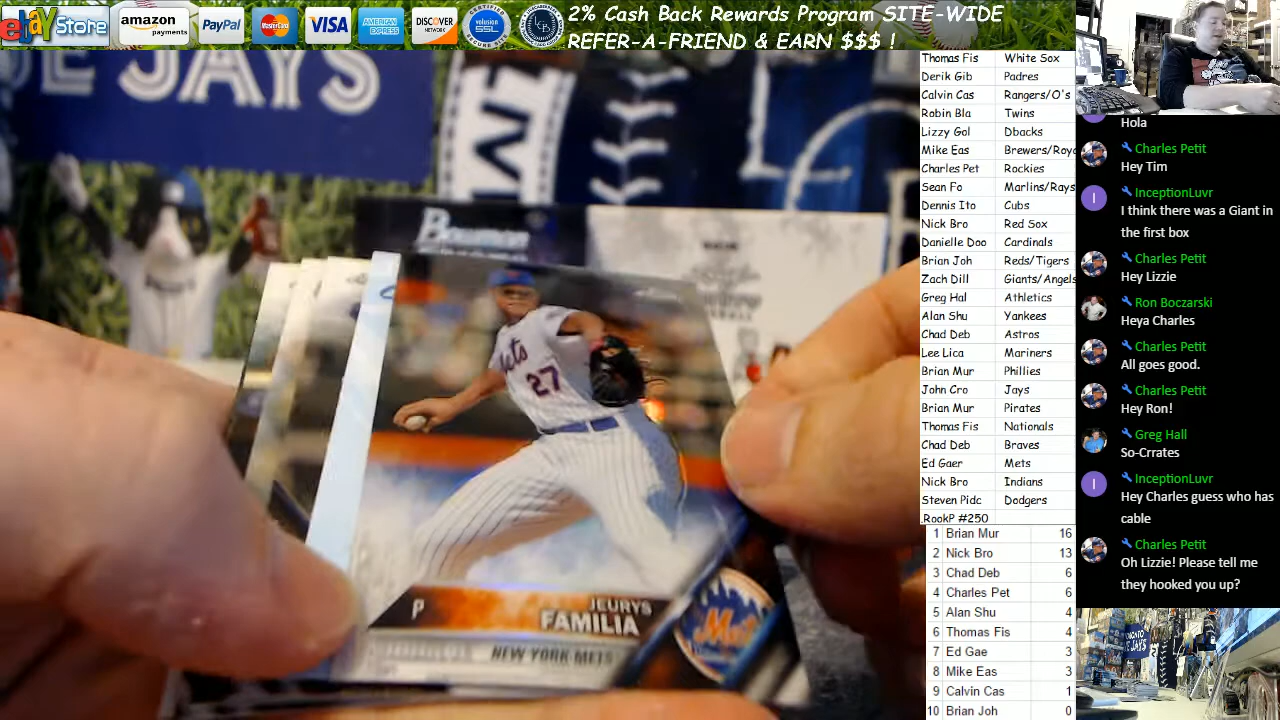 ebay Store
amazon
payments
PayPal
MasterCard
VISA
AMERICAN
EXPRESS
DISCOVER
NETWORK
CERTIFIED
volusion
SSL
2% Cash Back Rewards Program SITE-WIDE
REFER-A-FRIEND & EARN $$$ !
JAYS
Bowman
Mets
27
P
JEURYS
FAMILIA
NEW YORK METS
Mets
Thomas Fis White Sox
Derik Gib Padres
Calvin Cas Rangers/O's
Robin Bla Twins
Lizzy Gol Dbacks
Mike Eas Brewers/Roya
Charles Pet Rockies
Sean Fo Marlins/Rays
Dennis Ito Cubs
Nick Bro Red Sox
Danielle Doo Cardinals
Brian Joh Reds/Tigers
Zach Dill Giants/Angels
Greg Hal Athletics
Alan Shu Yankees
Chad Deb Astros
Lee Lica Mariners
Brian Mur Phillies
John Cro Jays
Brian Mur Pirates
Thomas Fis Nationals
Chad Deb Braves
Ed Gaer Mets
Nick Bro Indians
Steven Pidc Dodgers
.RookP #250
1 Brian Mur 16
2 Nick Bro 13
3 Chad Deb 6
4 Charles Pet 6
5 Alan Shu 4
6 Thomas Fis 4
7 Ed Gae 3
8 Mike Eas 3
9 Calvin Cas 1
10 Brian Joh 0
Hola
Charles Petit
Hey Tim
I
InceptionLuvr
I think there was a Giant in
the first box
Charles Petit
Hey Lizzie
Ron Boczarski
Heya Charles
Charles Petit
All goes good.
Charles Petit
Hey Ron!
Greg Hall
So-Crrates
I
InceptionLuvr
Hey Charles guess who has
cable
Charles Petit
Oh Lizzie! Please tell me
they hooked you up?